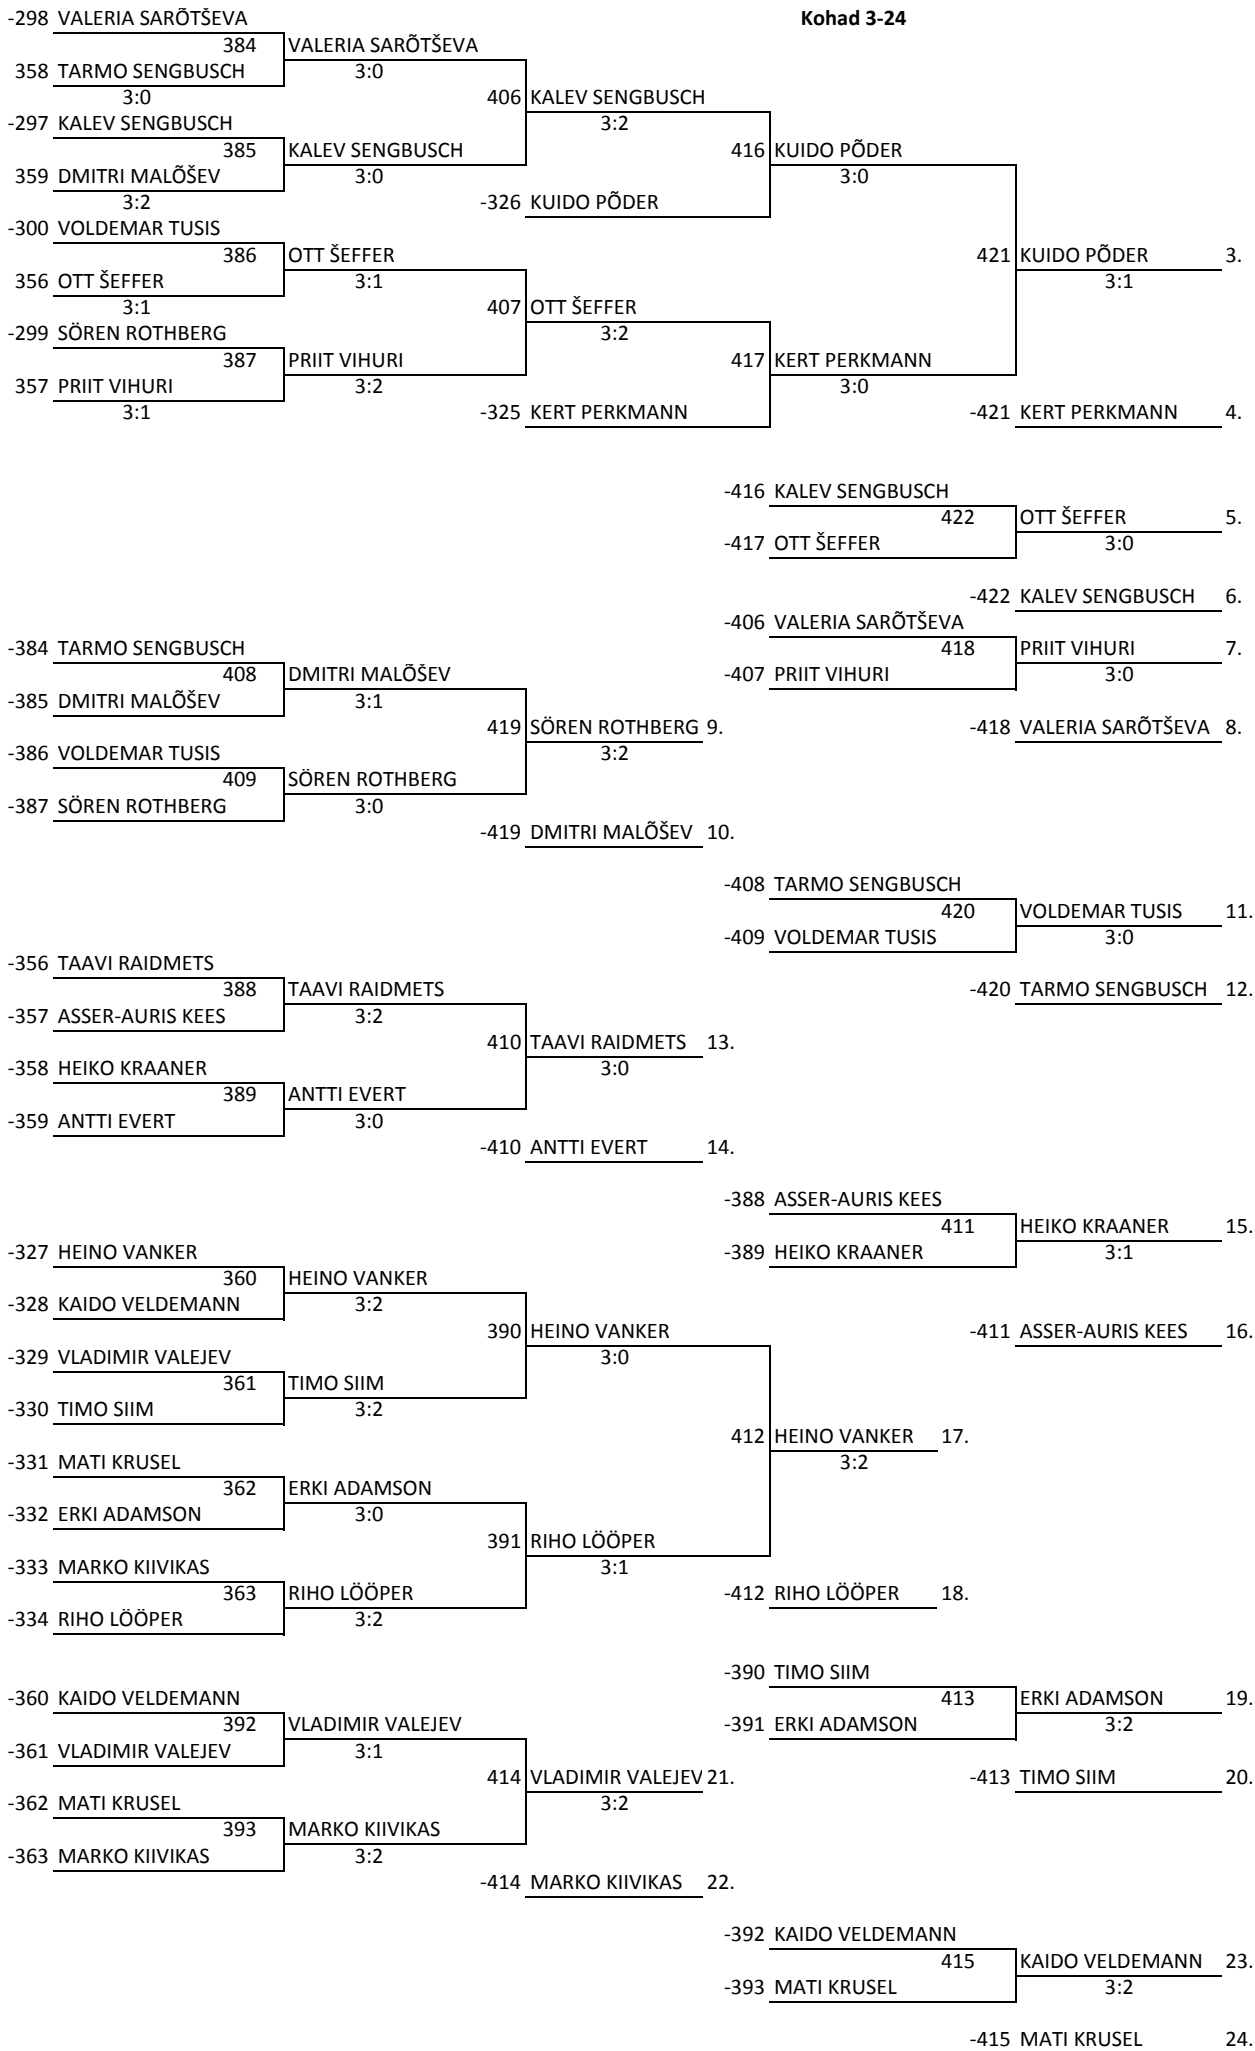 -298 VALERIA SARÕTŠEVA Kohad 3-24
384 VALERIA SARÕTŠEVA
358 TARMO SENGBUSCH 3:0
3:0 406 KALEV SENGBUSCH
-297 KALEV SENGBUSCH 3:2
385 KALEV SENGBUSCH 416 KUIDO PÕDER
359 DMITRI MALÕŠEV 3:0 3:0
3:2 -326 KUIDO PÕDER
-300 VOLDEMAR TUSIS
386 OTT ŠEFFER 421 KUIDO PÕDER 3.
356 OTT ŠEFFER 3:1 3:1
3:1 407 OTT ŠEFFER
-299 SÖREN ROTHBERG 3:2
387 PRIIT VIHURI 417 KERT PERKMANN
357 PRIIT VIHURI 3:2 3:0
3:1 -325 KERT PERKMANN -421 KERT PERKMANN 4.
-416 KALEV SENGBUSCH
422 OTT ŠEFFER 5.
-417 OTT ŠEFFER 3:0
-422 KALEV SENGBUSCH 6.
-406 VALERIA SARÕTŠEVA
-384 TARMO SENGBUSCH 418 PRIIT VIHURI 7.
408 DMITRI MALÕŠEV -407 PRIIT VIHURI 3:0
-385 DMITRI MALÕŠEV 3:1
419 SÖREN ROTHBERG 9. -418 VALERIA SARÕTŠEVA 8.
-386 VOLDEMAR TUSIS 3:2
409 SÖREN ROTHBERG
-387 SÖREN ROTHBERG 3:0
-419 DMITRI MALÕŠEV 10.
-408 TARMO SENGBUSCH
420 VOLDEMAR TUSIS 11.
-409 VOLDEMAR TUSIS 3:0
-356 TAAVI RAIDMETS
388 TAAVI RAIDMETS -420 TARMO SENGBUSCH 12.
-357 ASSER-AURIS KEES 3:2
410 TAAVI RAIDMETS 13.
-358 HEIKO KRAANER 3:0
389 ANTTI EVERT
-359 ANTTI EVERT 3:0
-410 ANTTI EVERT 14.
-388 ASSER-AURIS KEES
411 HEIKO KRAANER 15.
-327 HEINO VANKER -389 HEIKO KRAANER 3:1
360 HEINO VANKER
-328 KAIDO VELDEMANN 3:2
390 HEINO VANKER -411 ASSER-AURIS KEES 16.
-329 VLADIMIR VALEJEV 3:0
361 TIMO SIIM
-330 TIMO SIIM 3:2
412 HEINO VANKER 17.
-331 MATI KRUSEL 3:2
362 ERKI ADAMSON
-332 ERKI ADAMSON 3:0
391 RIHO LÖÖPER
-333 MARKO KIIVIKAS 3:1
363 RIHO LÖÖPER -412 RIHO LÖÖPER 18.
-334 RIHO LÖÖPER 3:2
-390 TIMO SIIM
-360 KAIDO VELDEMANN 413 ERKI ADAMSON 19.
392 VLADIMIR VALEJEV -391 ERKI ADAMSON 3:2
-361 VLADIMIR VALEJEV 3:1
414 VLADIMIR VALEJEV 21. -413 TIMO SIIM 20.
-362 MATI KRUSEL 3:2
393 MARKO KIIVIKAS
-363 MARKO KIIVIKAS 3:2
-414 MARKO KIIVIKAS 22.
-392 KAIDO VELDEMANN
415 KAIDO VELDEMANN 23.
-393 MATI KRUSEL 3:2
-415 MATI KRUSEL 24.